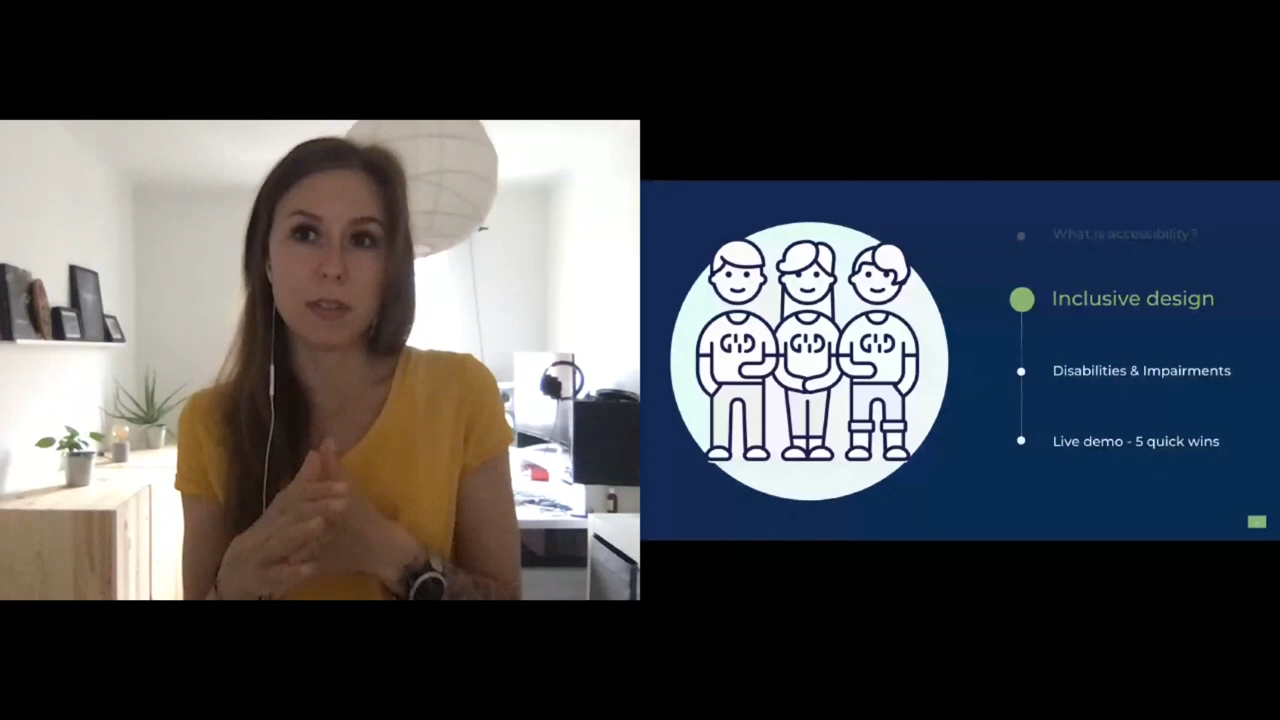 What is accessibility?
Inclusive design
Disabilities & Impairments
Live demo - 5 quick wins